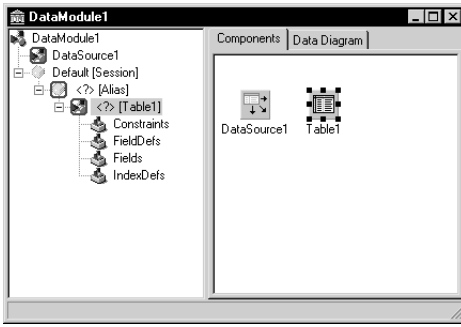 DataModule1
DataModule1
DataSource1
Default [Session]
<?> [Alias]
<?> [Table1]
Constraints
FieldDefs
Fields
IndexDefs
Components
Data Diagram
DataSource1
Table1